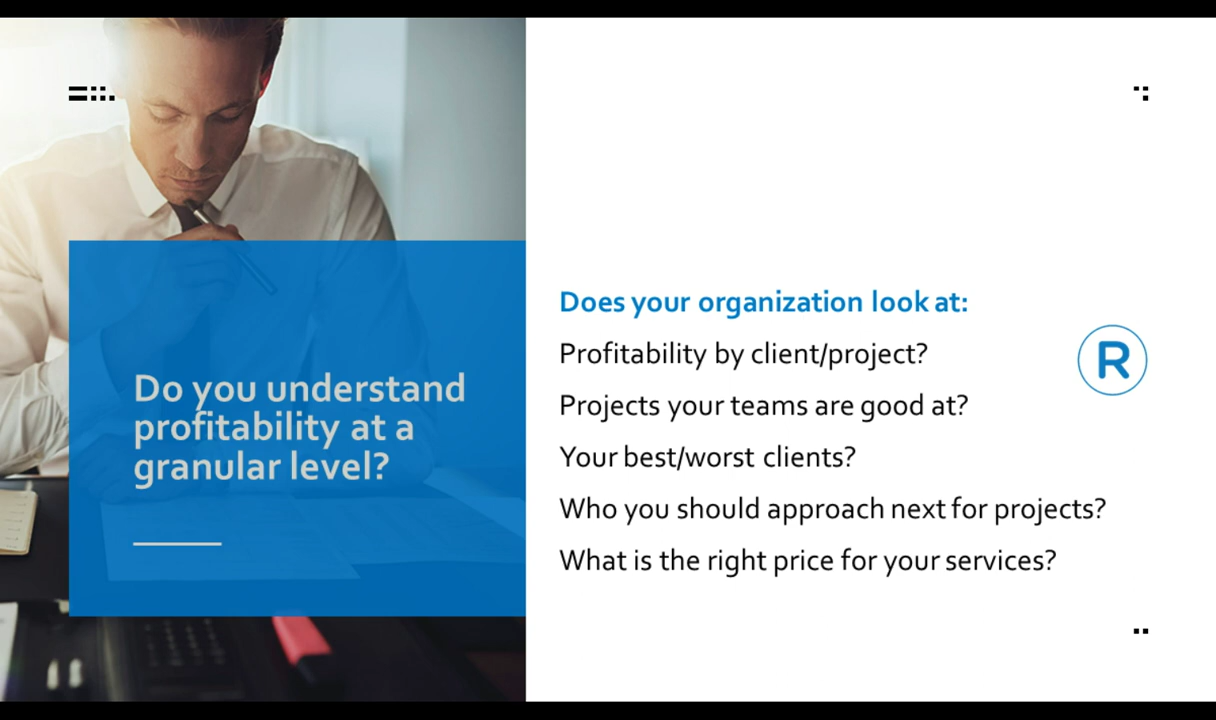 Do you understand
profitability at a
granular level?
Does your organization look at:
Profitability by client/project?
Projects your teams are good at?
Your best/worst clients?
Who you should approach next for projects?
What is the right price for your services?
R